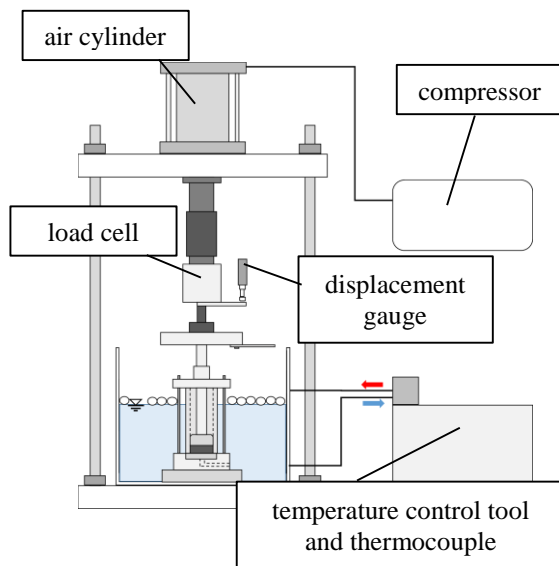 air cylinder
compressor
load cell
displacement
gauge
temperature control tool
and thermocouple